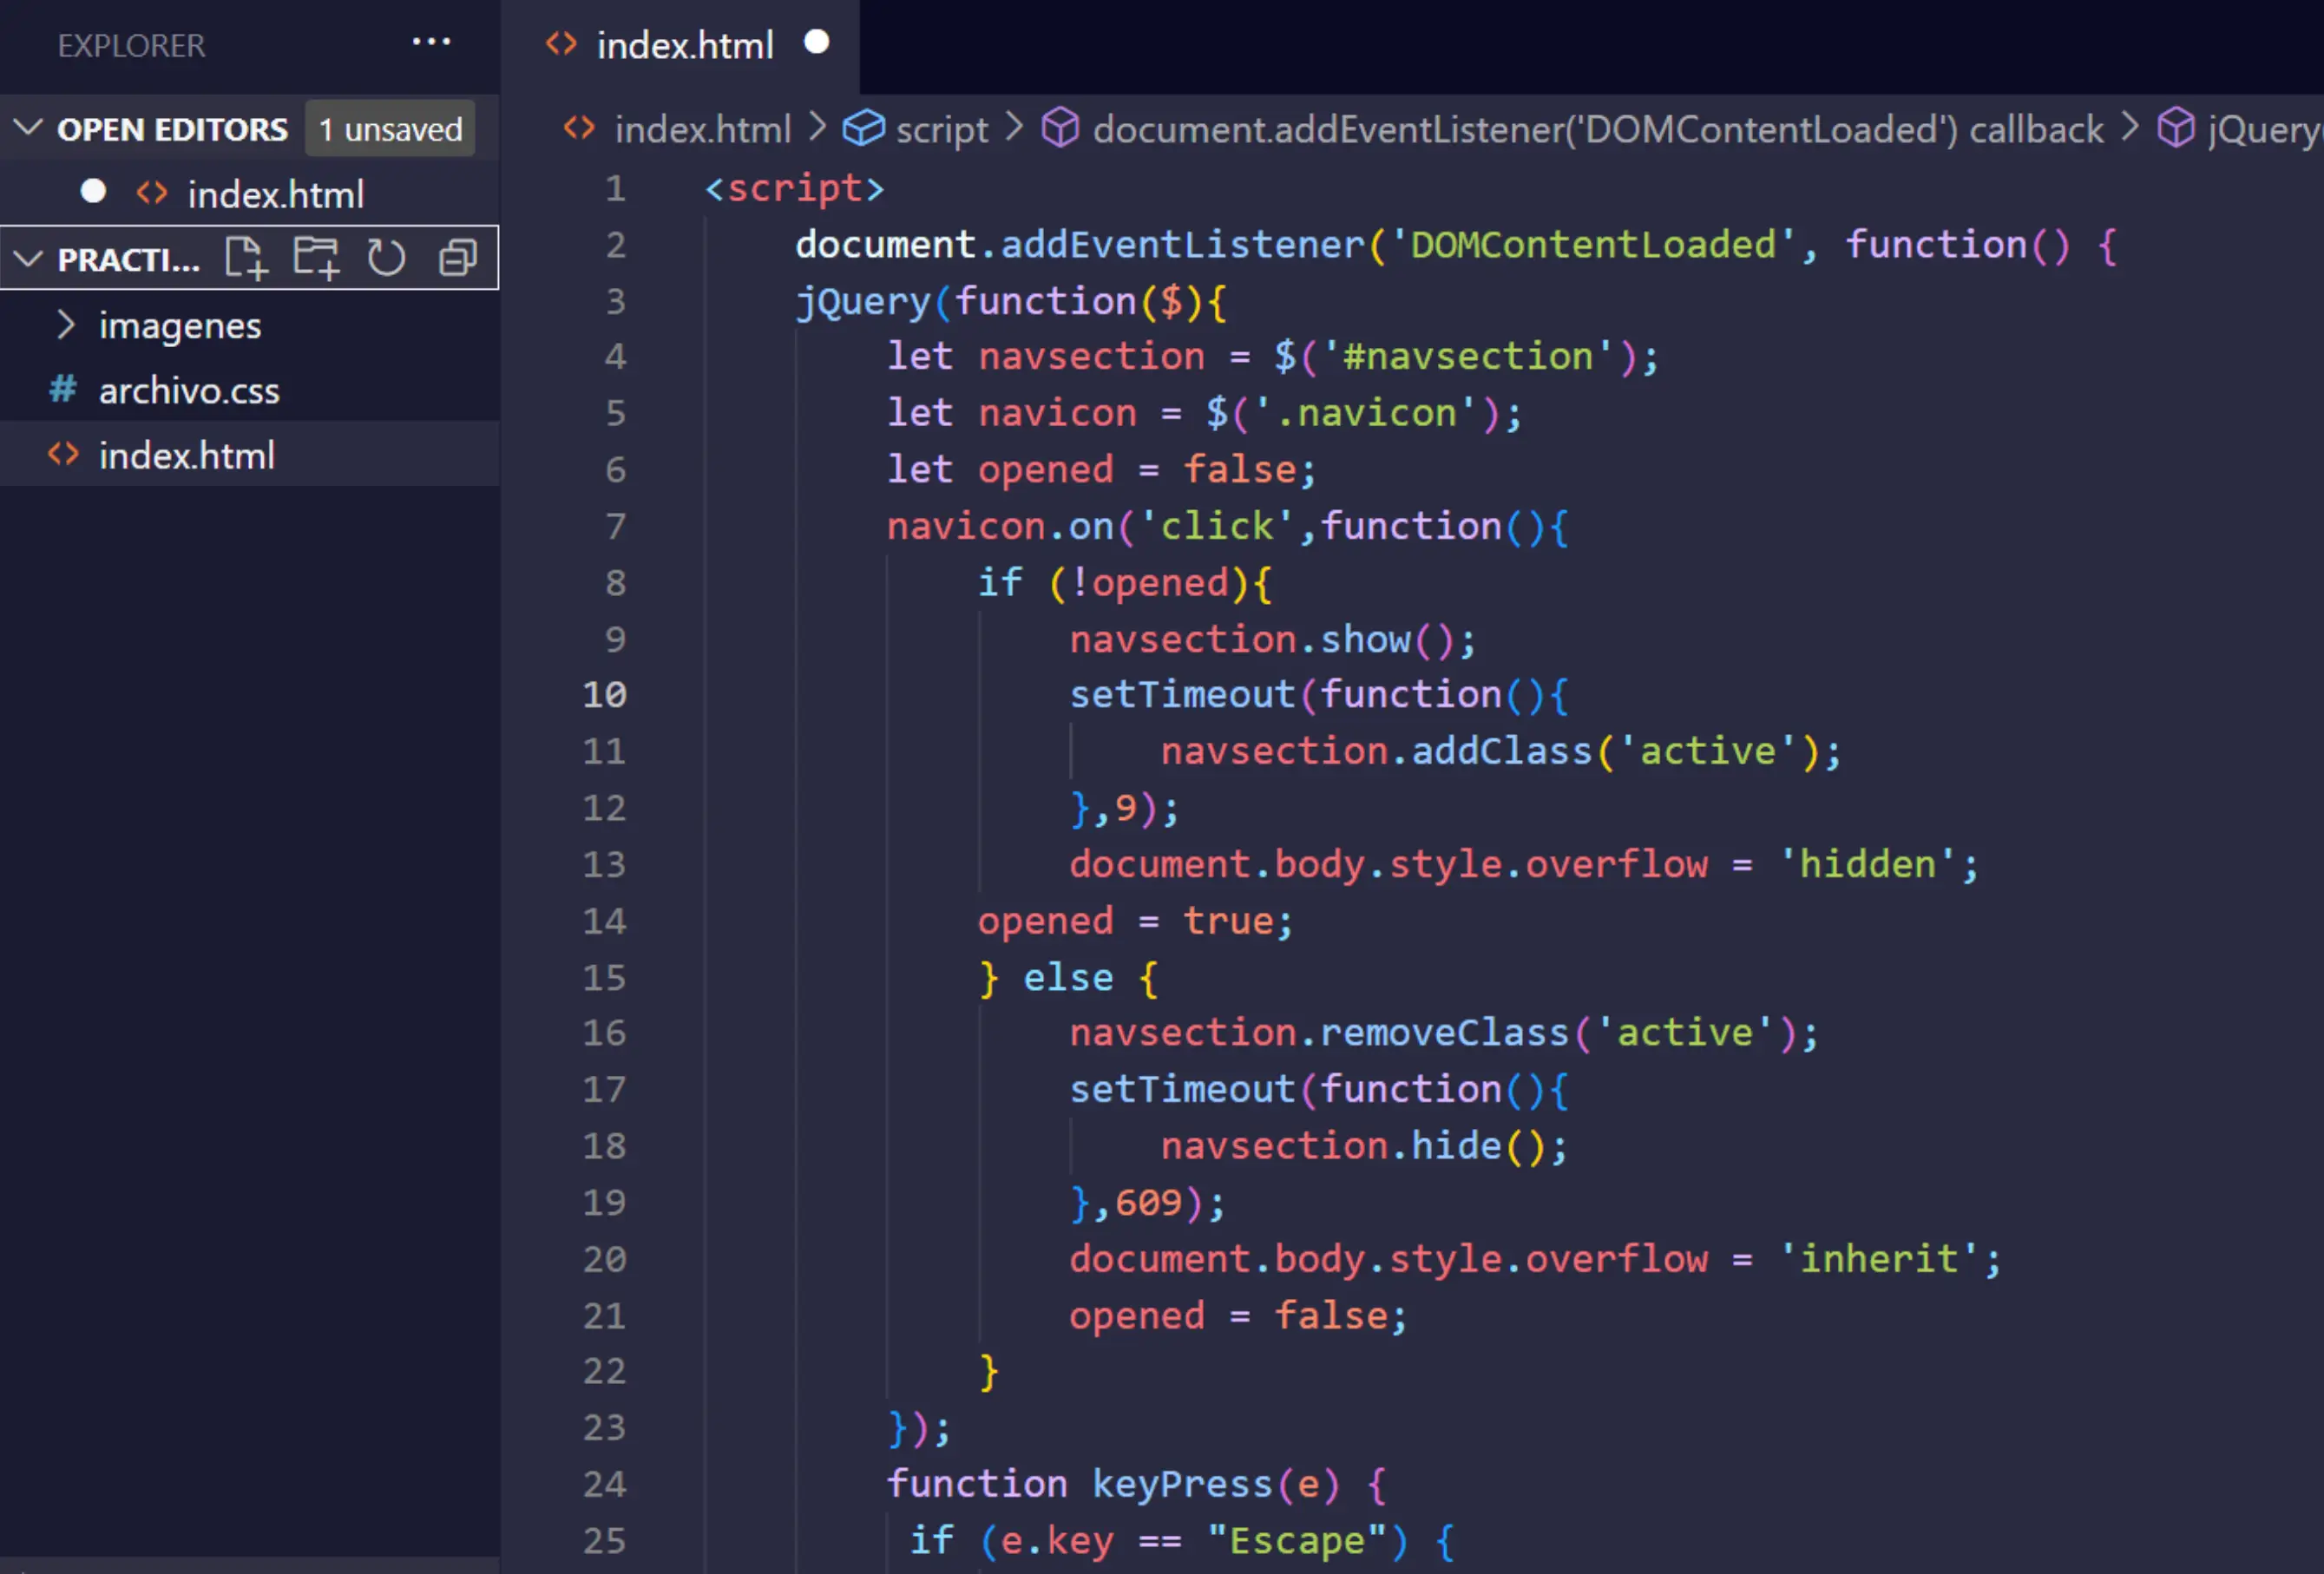 EXPLORER ...
OPEN EDITORS 1 unsaved
index.html
PRACTI...
imagenes
# archivo.css
index.html
index.html
index.html > script > document.addEventListener('DOMContentLoaded') callback > jQuery(
1 <script>
2 document.addEventListener('DOMContentLoaded', function() {
3 jQuery(function($){
4 let navsection = $('#navsection');
5 let navicon = $('.navicon');
6 let opened = false;
7 navicon.on('click',function(){
8 if (!opened){
9 navsection.show();
10 setTimeout(function(){
11 navsection.addClass('active');
12 },9);
13 document.body.style.overflow = 'hidden';
14 opened = true;
15 } else {
16 navsection.removeClass('active');
17 setTimeout(function(){
18 navsection.hide();
19 },609);
20 document.body.style.overflow = 'inherit';
21 opened = false;
22 }
23 });
24 function keyPress(e) {
25 if (e.key == "Escape") {